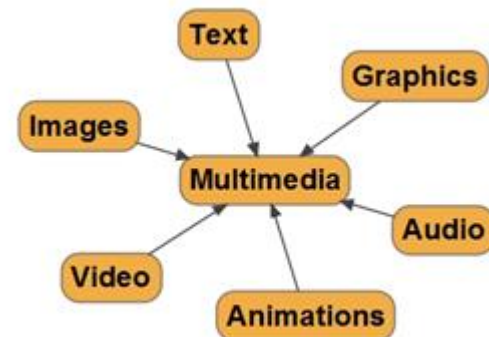 Text
Graphics
Images
Multimedia
Audio
Video
Animations